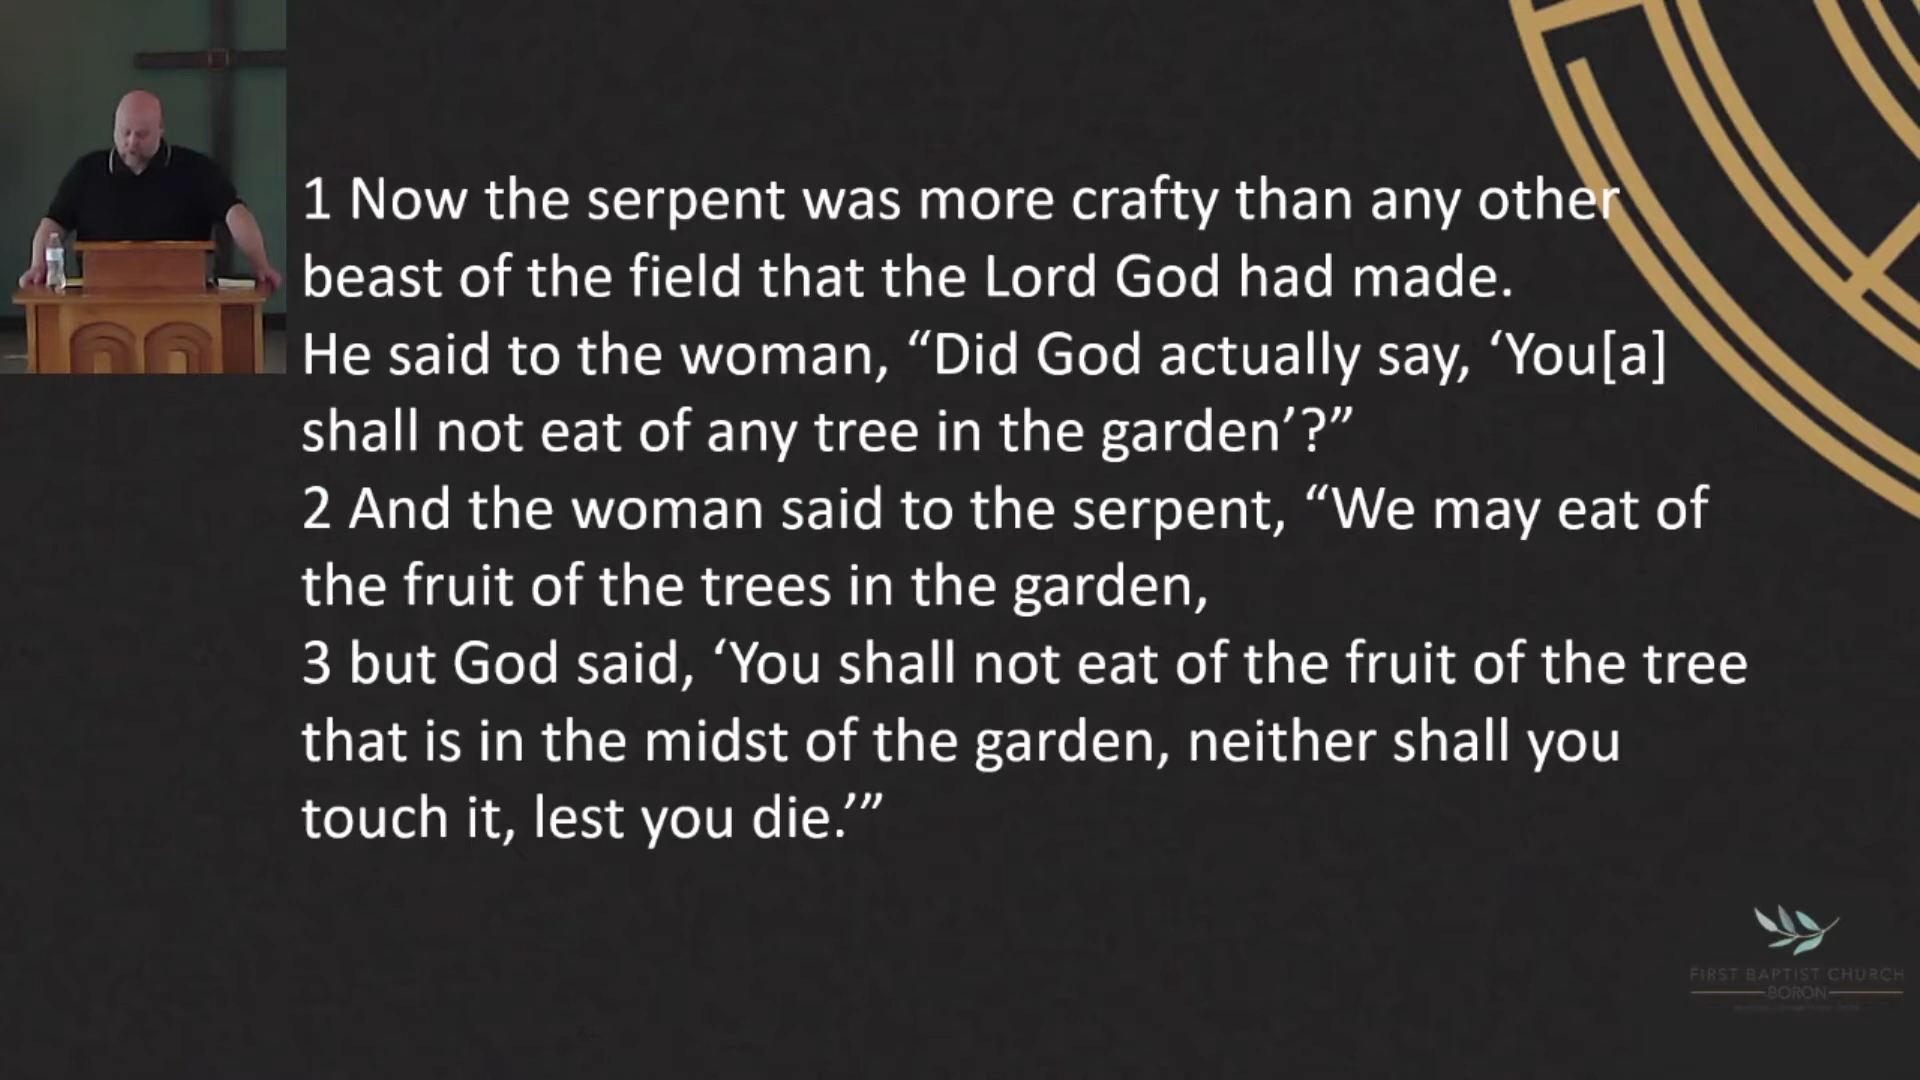 1 Now the serpent was more crafty than any other
beast of the field that the Lord God had made.
He said to the woman, “Did God actually say, ‘You[a]
shall not eat of any tree in the garden’?”
2 And the woman said to the serpent, “We may eat of
the fruit of the trees in the garden,
3 but God said, ‘You shall not eat of the fruit of the tree
that is in the midst of the garden, neither shall you
touch it, lest you die.’”
FIRST BAPTIST CHURCH
BORON